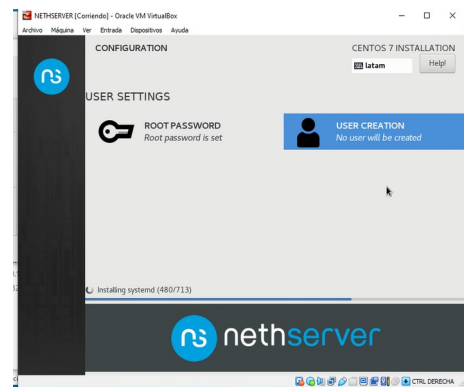 NETHSERVER [Corriendo] - Oracle VM VirtualBox
Archivo Máquina Ver Entrada Dispositivos Ayuda
CONFIGURATION
CENTOS 7 INSTALLATION
latam
Help!
ns
USER SETTINGS
ROOT PASSWORD
Root password is set
USER CREATION
No user will be created
Installing systemd (480/713)
ns nethserver
CTRL DERECHA